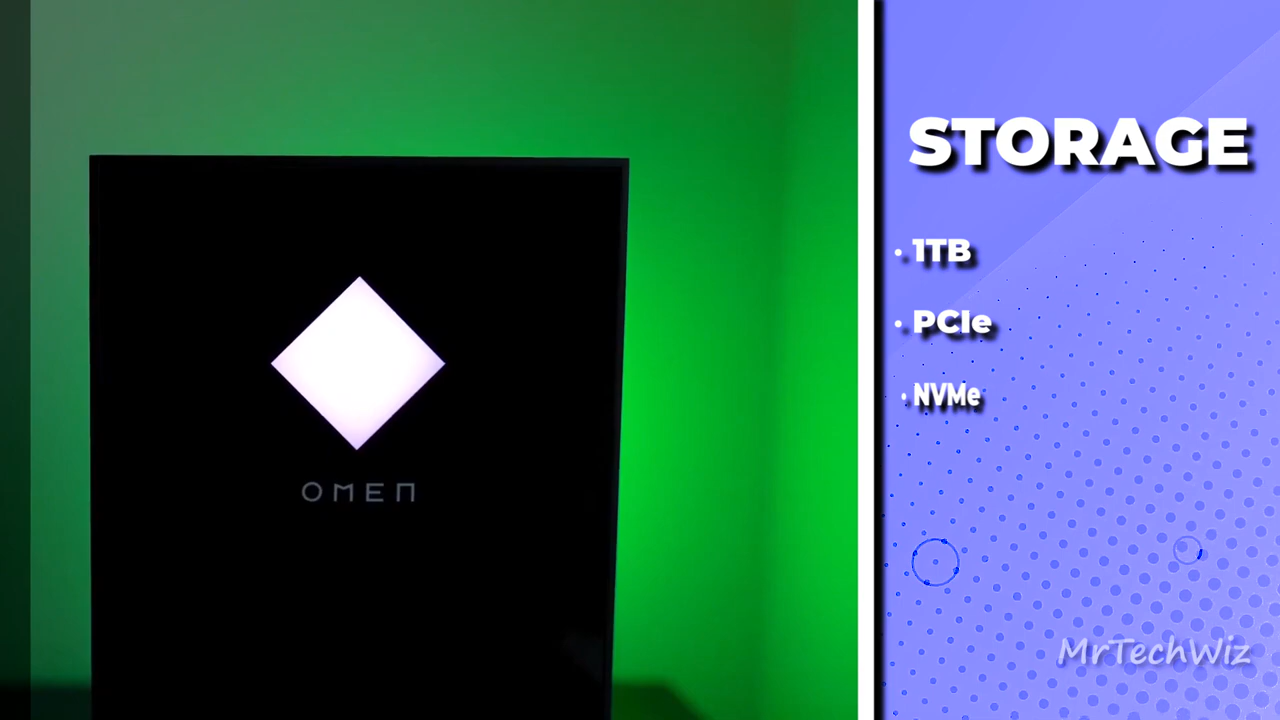 OMEN
STORAGE
· 1TB
· PCIe
· NVMe
MrTechWiz